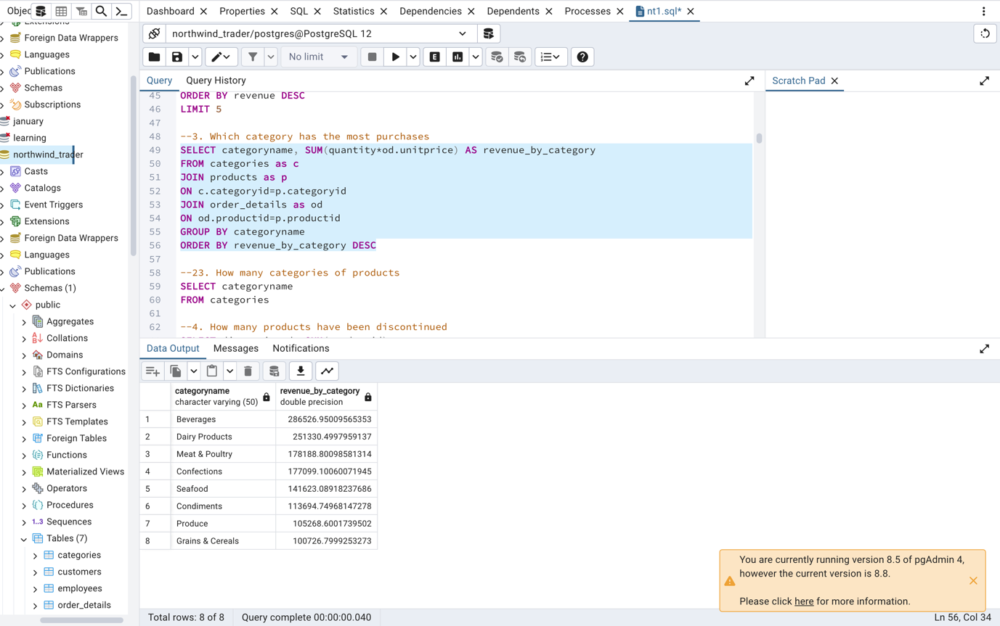 Objec
Dashboard
Properties
SQL
Statistics
Dependencies
Dependents
Processes
nt1.sql*
northwind_trader/postgres@PostgreSQL 12
No limit
E
Extensions
Foreign Data Wrappers
Languages
Publications
Schemas
Subscriptions
january
learning
northwind_trader
Casts
Catalogs
Event Triggers
Extensions
Foreign Data Wrappers
Languages
Publications
Schemas (1)
public
Aggregates
Collations
Domains
FTS Configurations
FTS Dictionaries
Aa FTS Parsers
FTS Templates
Foreign Tables
Functions
Materialized Views
Operators
Procedures
1..3 Sequences
Tables (7)
categories
customers
employees
order_details
Query
Query History
Scratch Pad
45 ORDER BY revenue DESC
46 LIMIT 5
47
48 --3. Which category has the most purchases
49 SELECT categoryname, SUM(quantity*od.unitprice) AS revenue_by_category
50 FROM categories as c
51 JOIN products as p
52 ON c.categoryid=p.categoryid
53 JOIN order_details as od
54 ON od.productid=p.productid
55 GROUP BY categoryname
56 ORDER BY revenue_by_category DESC
57
58 --23. How many categories of products
59 SELECT categoryname
60 FROM categories
61
62 --4. How many products have been discontinued
Data Output
Messages
Notifications
categoryname
character varying (50)
revenue_by_category
double precision
1 Beverages 286526.95009565353
2 Dairy Products 251330.4997959137
3 Meat & Poultry 178188.80098581314
4 Confections 177099.10060071945
5 Seafood 141623.08918237686
6 Condiments 113694.74968147278
7 Produce 105268.6001739502
8 Grains & Cereals 100726.7999253273
You are currently running version 8.5 of pgAdmin 4,
however the current version is 8.8.
Please click here for more information.
Total rows: 8 of 8
Query complete 00:00:00.040
Ln 56, Col 34